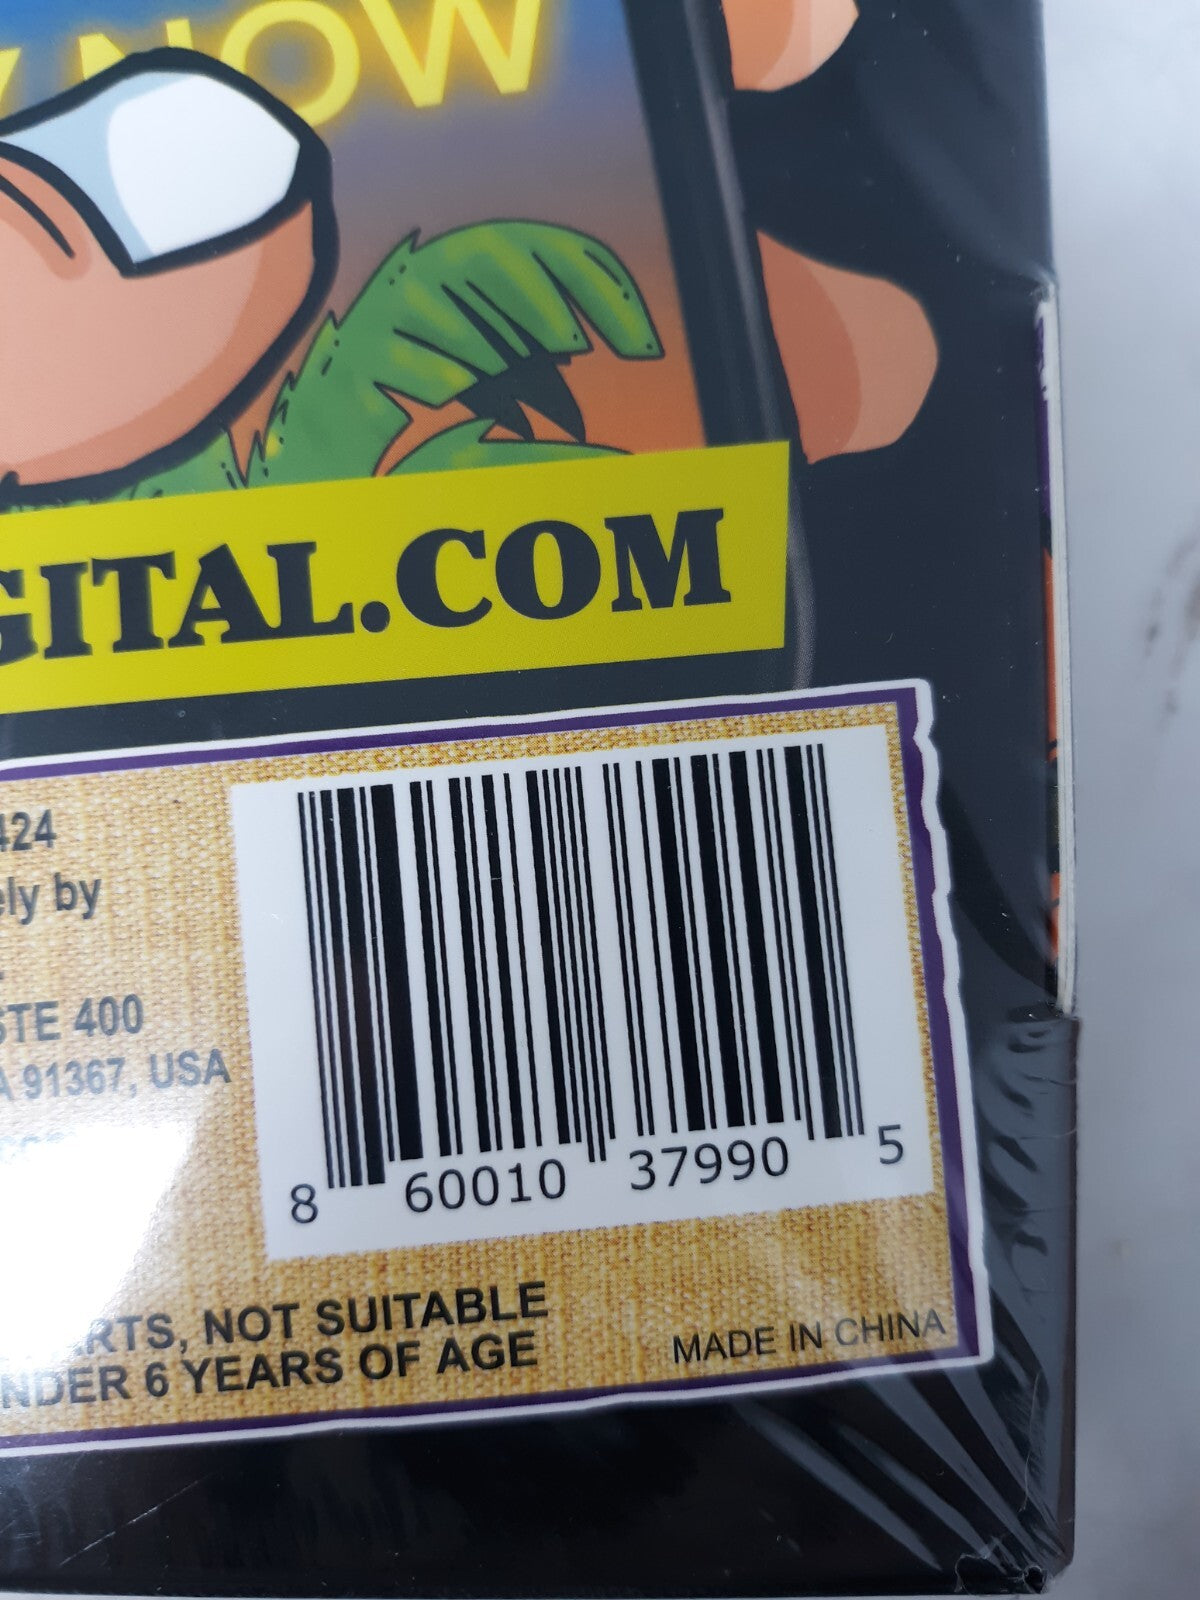 NOW
GITAL.COM
424
ely by
STE 400
A 91367, USA
8 60010 37990 5
RTS, NOT SUITABLE
NDER 6 YEARS OF AGE
MADE IN CHINA